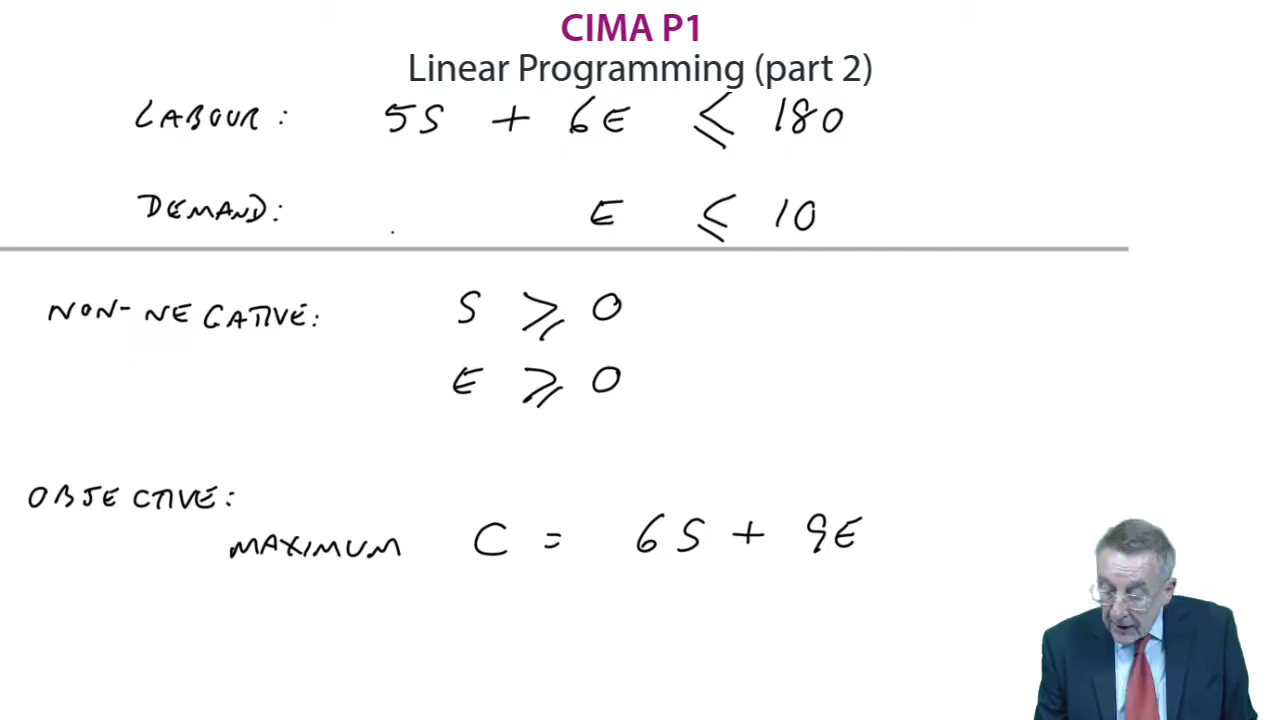 CIMA P1
Linear Programming (part 2)
LABOUR: 5S + 6E ≤ 180
DEMAND: E ≤ 10
NON-NEGATIVE: S ≥ 0
E ≥ 0
OBJECTIVE:
MAXIMUM C = 6S + 9E